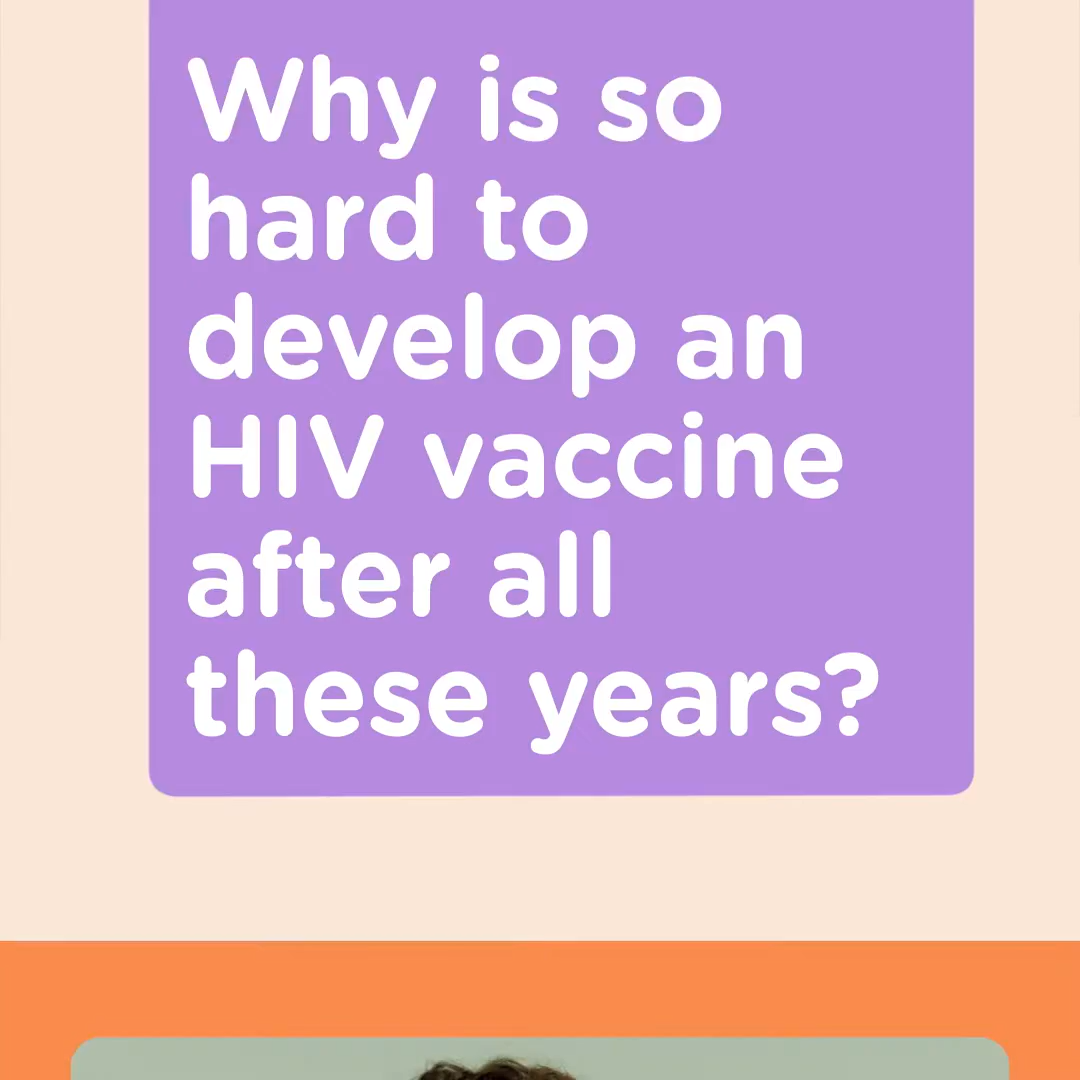 Why is so
hard to
develop an
HIV vaccine
after all
these years?